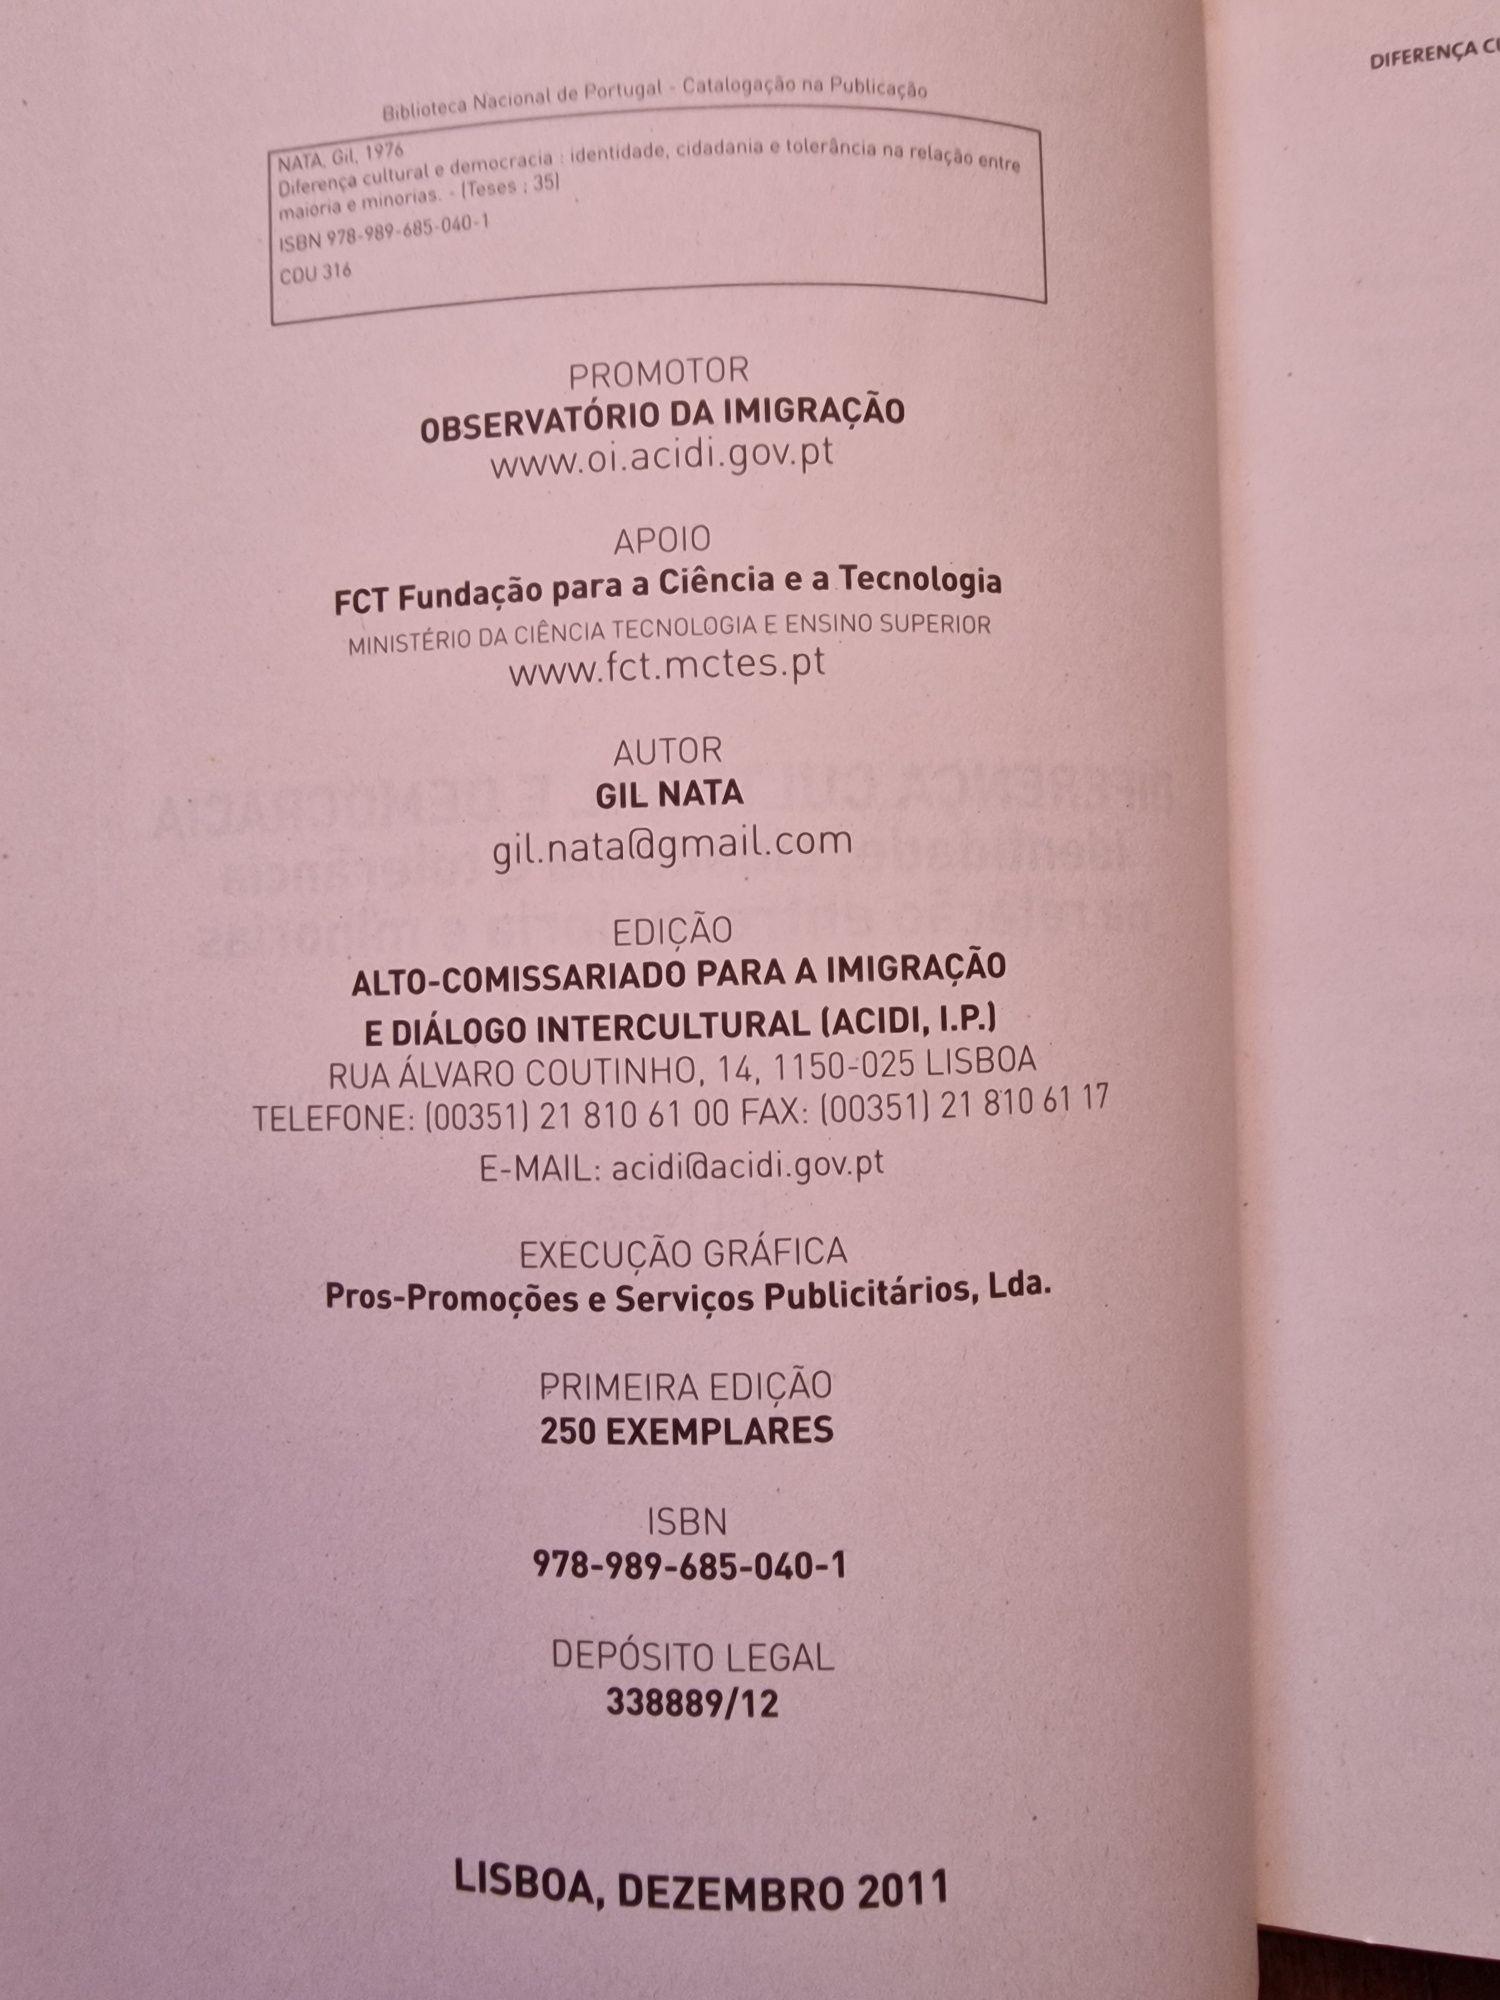 Biblioteca Nacional de Portugal - Catalogação na Publicação
NATA, Gil, 1976
Diferença cultural e democracia : identidade, cidadania e tolerância na relação entre
maioria e minorias. - (Teses ; 35)
ISBN 978-989-685-040-1
CDU 316
PROMOTOR
OBSERVATÓRIO DA IMIGRAÇÃO
www.oi.acidi.gov.pt
APOIO
FCT Fundação para a Ciência e a Tecnologia
MINISTÉRIO DA CIÊNCIA TECNOLOGIA E ENSINO SUPERIOR
www.fct.mctes.pt
AUTOR
GIL NATA
gil.nata@gmail.com
EDIÇÃO
ALTO-COMISSARIADO PARA A IMIGRAÇÃO
E DIÁLOGO INTERCULTURAL (ACIDI, I.P.)
RUA ÁLVARO COUTINHO, 14, 1150-025 LISBOA
TELEFONE: (00351) 21 810 61 00 FAX: (00351) 21 810 61 17
E-MAIL: acidi@acidi.gov.pt
EXECUÇÃO GRÁFICA
Pros-Promoções e Serviços Publicitários, Lda.
PRIMEIRA EDIÇÃO
250 EXEMPLARES
ISBN
978-989-685-040-1
DEPÓSITO LEGAL
338889/12
LISBOA, DEZEMBRO 2011
DIFERENÇA